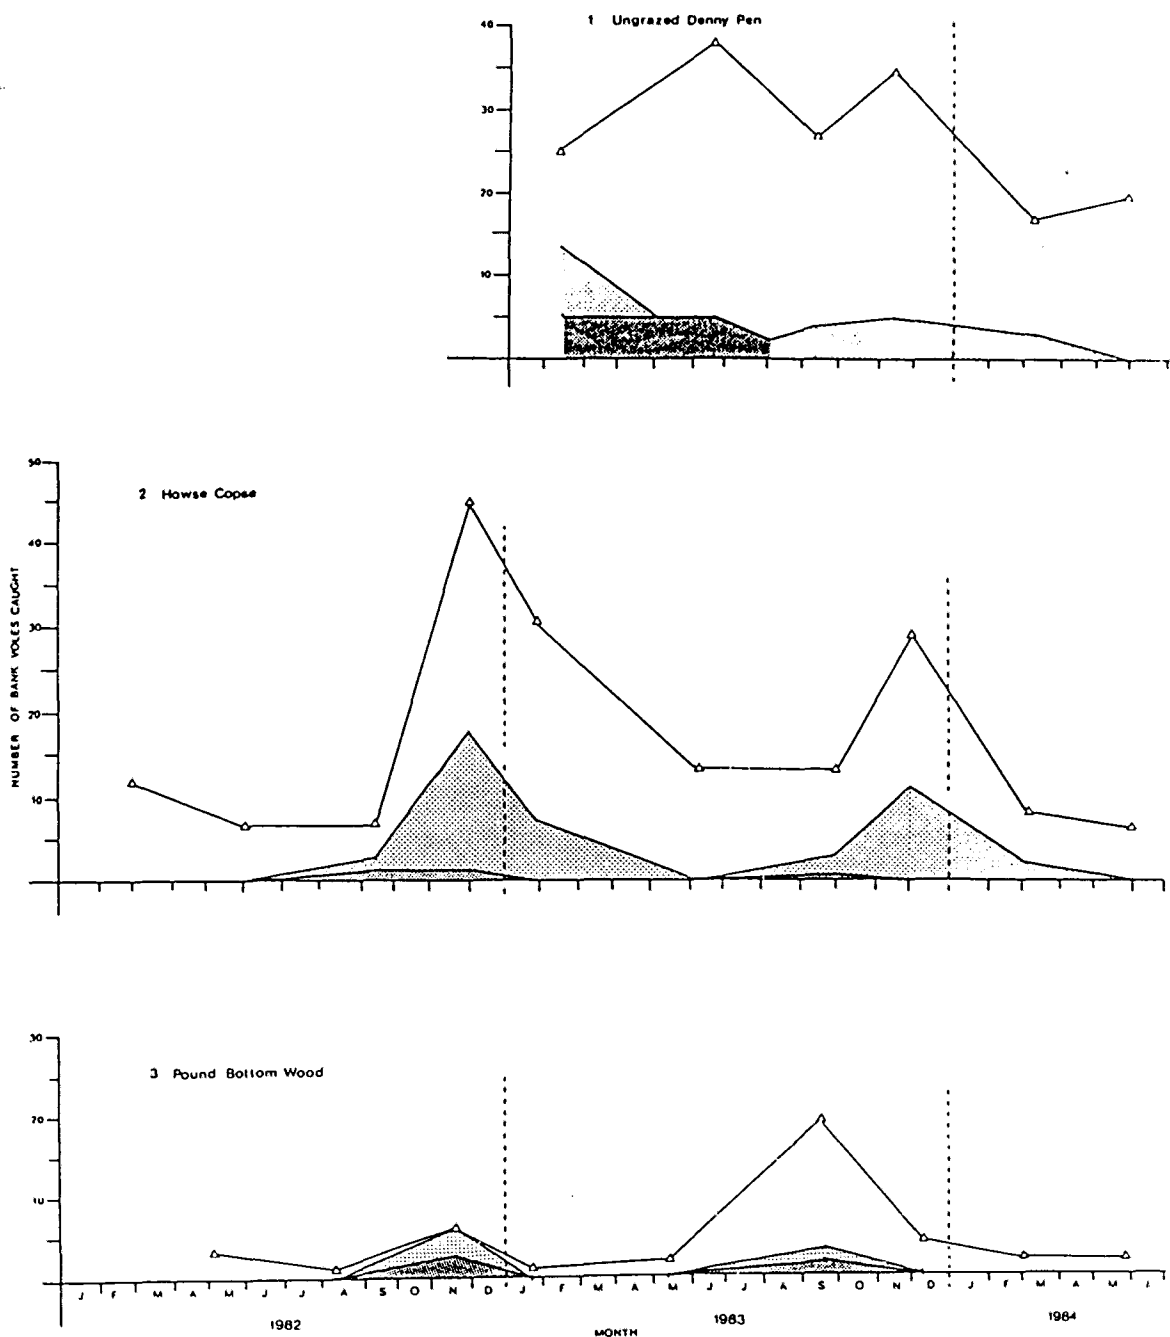 1 Ungrazed Denny Pen
40
30
20
10
2 Howse Copse
50
40
30
20
10
NUMBER OF BANK VOLES CAUGHT
3 Pound Bottom Wood
30
20
10
J F M A M J J A S O N D J F M A M J J A S O N D J F M A M J
1982 1983 1984
MONTH